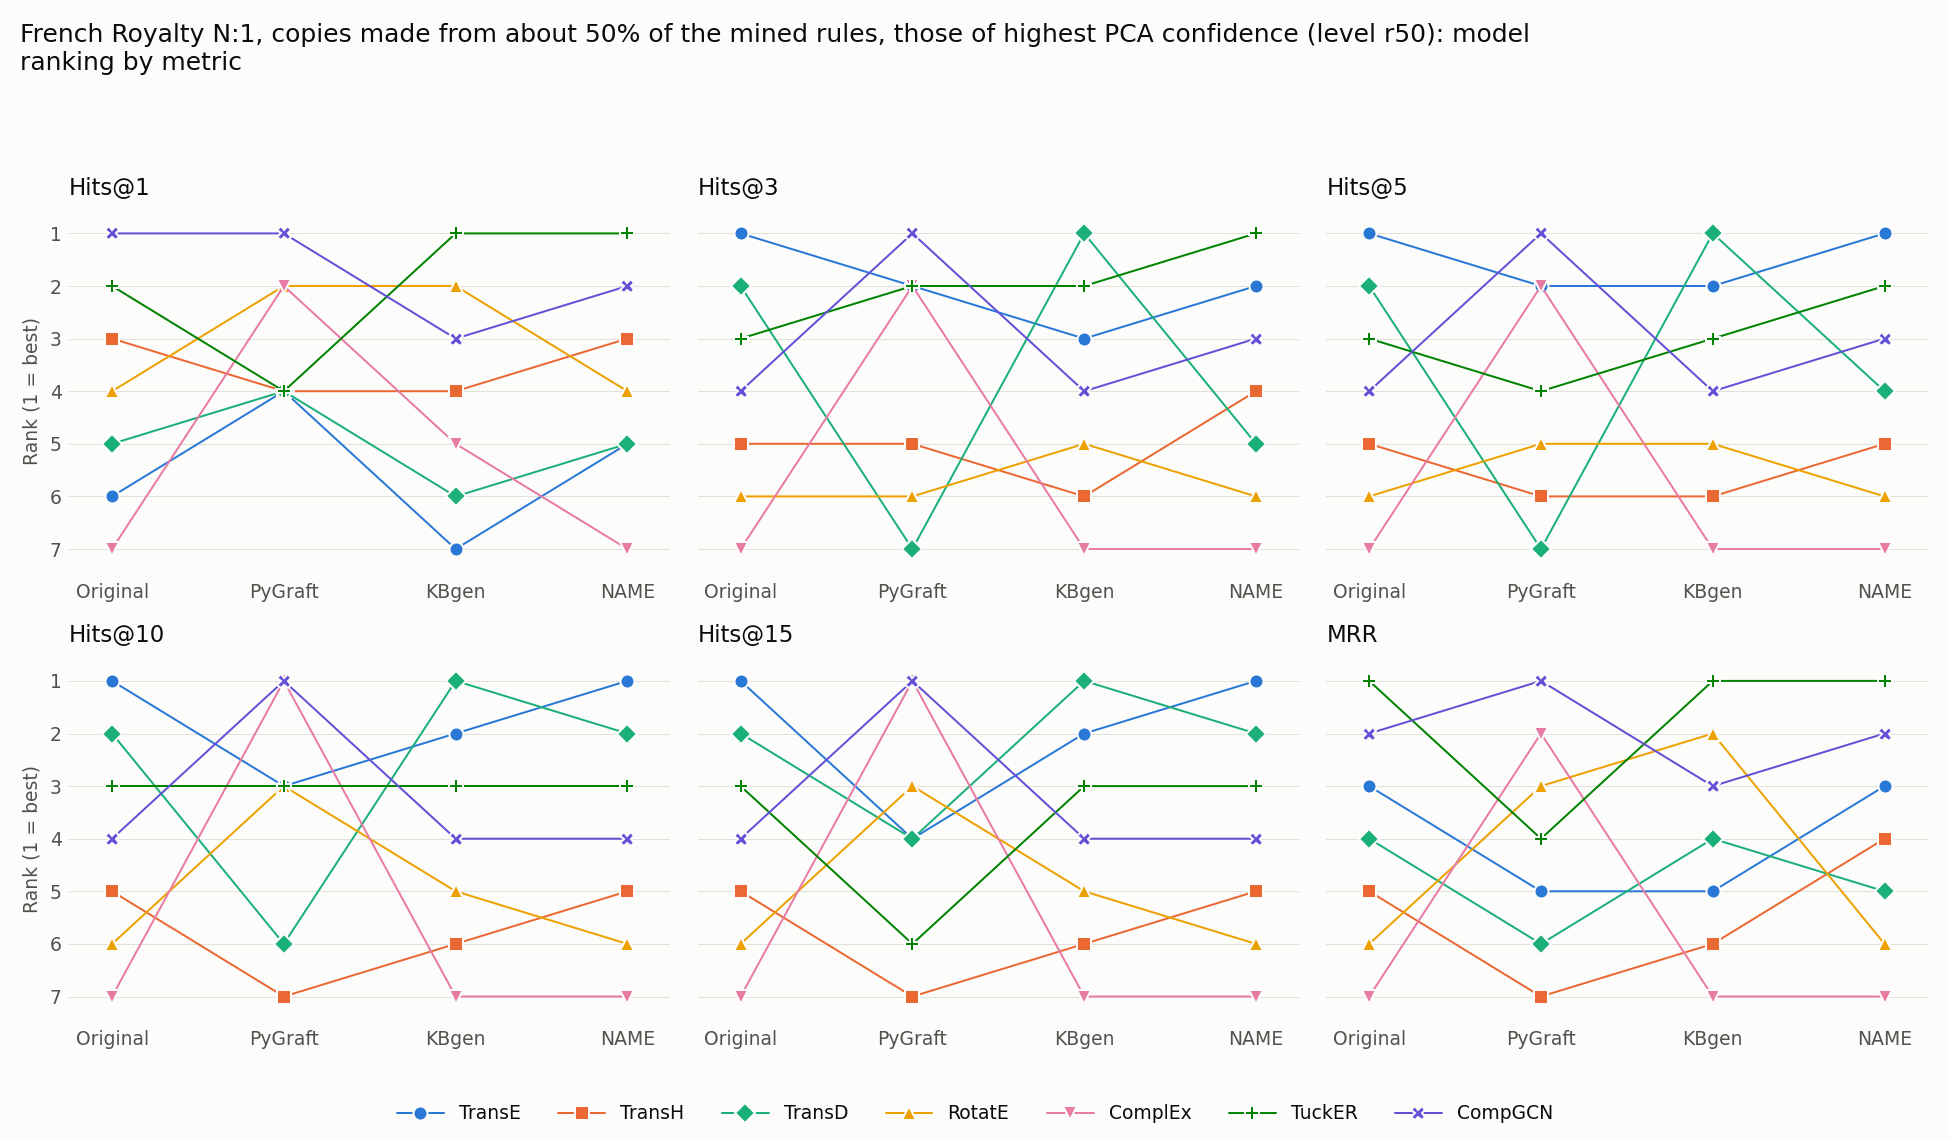 French Royalty N:1, copies made from about 50% of the mined rules, those of highest PCA confidence (level r50): model
ranking by metric
Hits@1
Hits@3
Hits@5
Rank (1 = best)
1
2
3
4
5
6
7
Original PyGraft KBgen NAME
Original PyGraft KBgen NAME
Original PyGraft KBgen NAME
Hits@10
Hits@15
MRR
Rank (1 = best)
1
2
3
4
5
6
7
Original PyGraft KBgen NAME
Original PyGraft KBgen NAME
Original PyGraft KBgen NAME
TransE TransH TransD RotatE ComplEx TuckER CompGCN